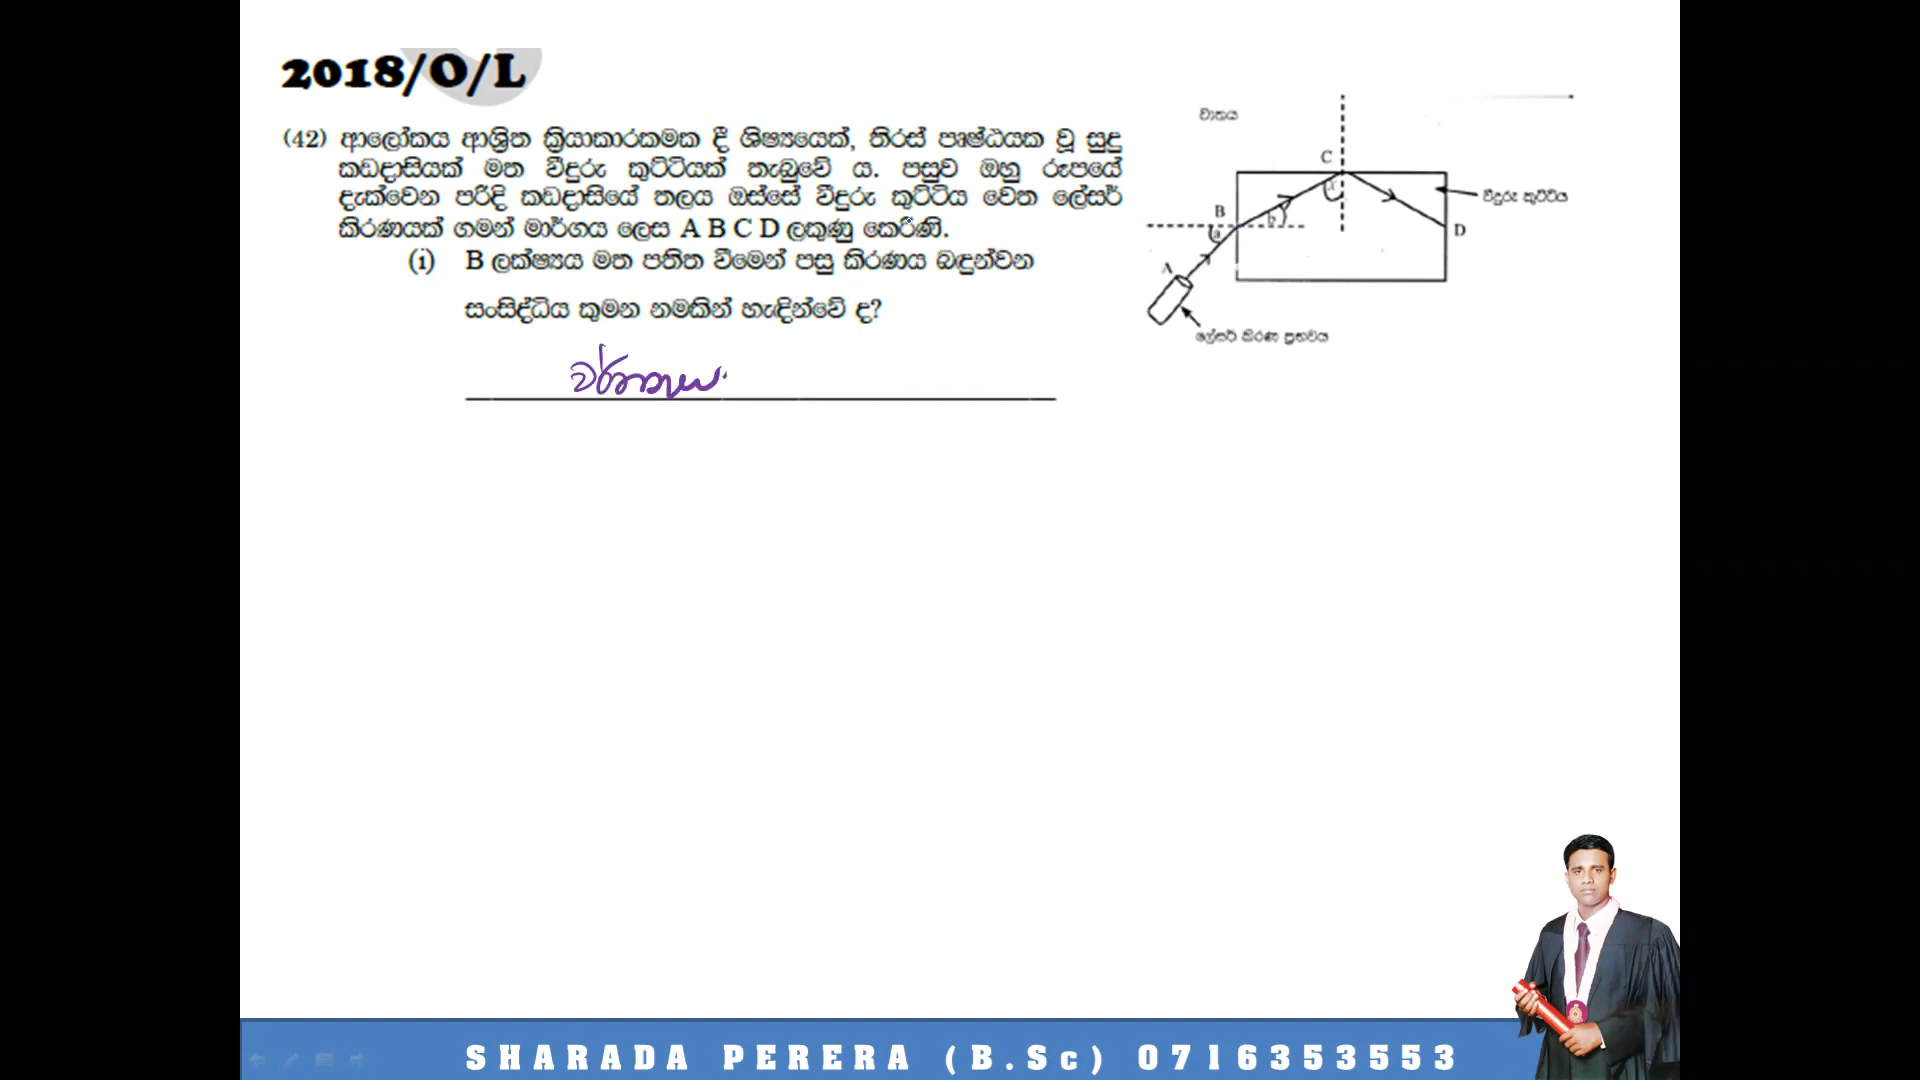 2018/O/L
(42) ආලෝකය ආශ්‍රිත ක්‍රියාකාරකමක දී ශිෂ්‍යයෙක්, තිරස් පෘෂ්ඨයක වූ සුදු
කඩදාසියක් මත වීදුරු කුට්ටියක් තැබුවේ ය. පසුව ඔහු රූපයේ
දැක්වෙන පරිදි කඩදාසියේ තලය ඔස්සේ වීදුරු කුට්ටිය වෙත ලේසර්
කිරණයක් ගමන් මාර්ගය ලෙස A B C D ලකුණු කෙරිණි.
(i) B ලක්ෂ්‍යය මත පතිත වීමෙන් පසු කිරණය බඳුන්වන
සංසිද්ධිය කුමන නමකින් හැඳින්වේ ද?
වර්තනය
වාතය
C
වීදුරු කුට්ටිය
B
b
D
a
A
ලේසර් කිරණ ප්‍රභවය
SHARADA PERERA (B.Sc) 0716353553